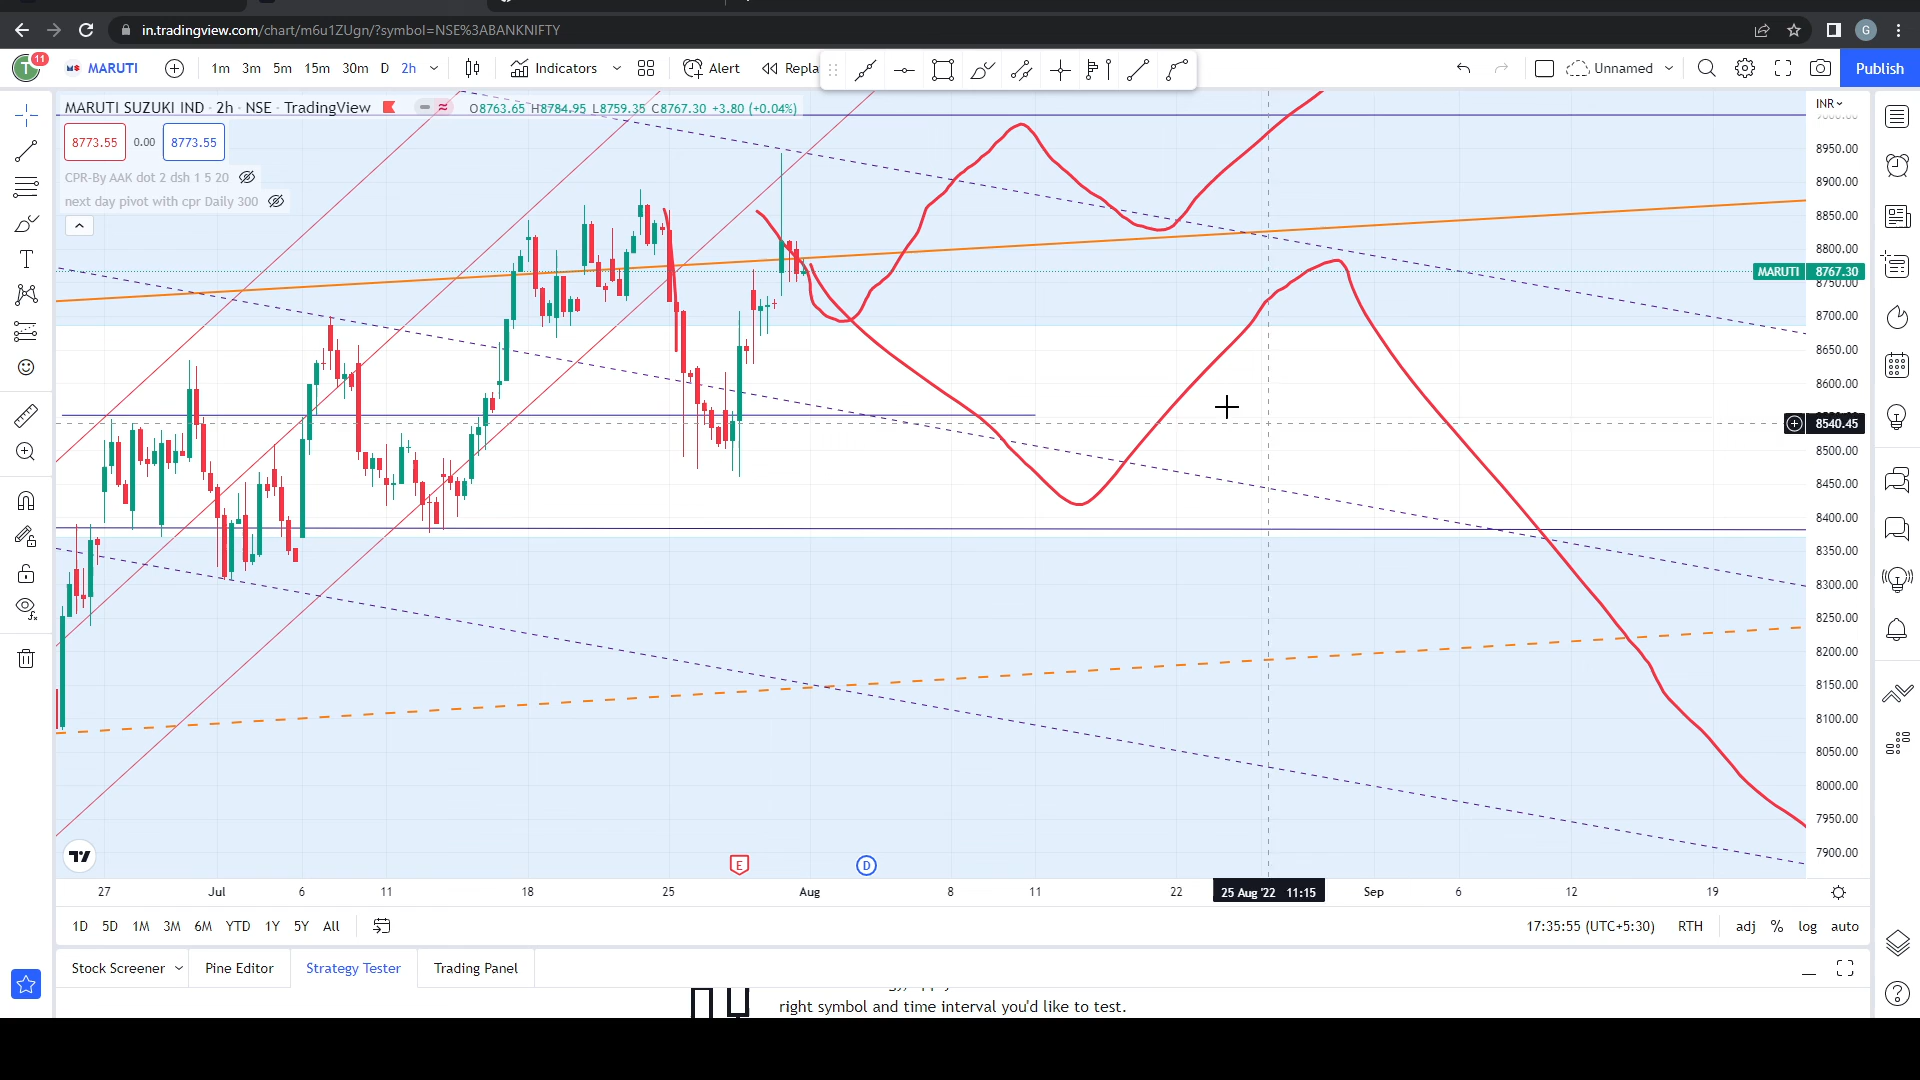 in.tradingview.com/chart/m6u1ZUgn/?symbol=NSE%3ABANKNIFTY
G
T 11 MARUTI 1m 3m 5m 15m 30m D 2h Indicators Alert Repla Unnamed Publish
MARUTI SUZUKI IND · 2h · NSE · TradingView O8763.65 H8784.95 L8759.35 C8767.30 +3.80 (+0.04%) INR
8773.55 0.00 8773.55
CPR-By AAK dot 2 dsh 1 5 20
next day pivot with cpr Daily 300
8950.00
8900.00
8850.00
8800.00
MARUTI 8767.30
8750.00
8700.00
8650.00
8600.00
8540.45
8500.00
8450.00
8400.00
8350.00
8300.00
8250.00
8200.00
8150.00
8100.00
8050.00
8000.00
7950.00
7900.00
E D
27 Jul 6 11 18 25 Aug 8 11 22 25 Aug '22 11:15 Sep 6 12 19
1D 5D 1M 3M 6M YTD 1Y 5Y All 17:35:55 (UTC+5:30) RTH adj % log auto
Stock Screener Pine Editor Strategy Tester Trading Panel
right symbol and time interval you'd like to test.